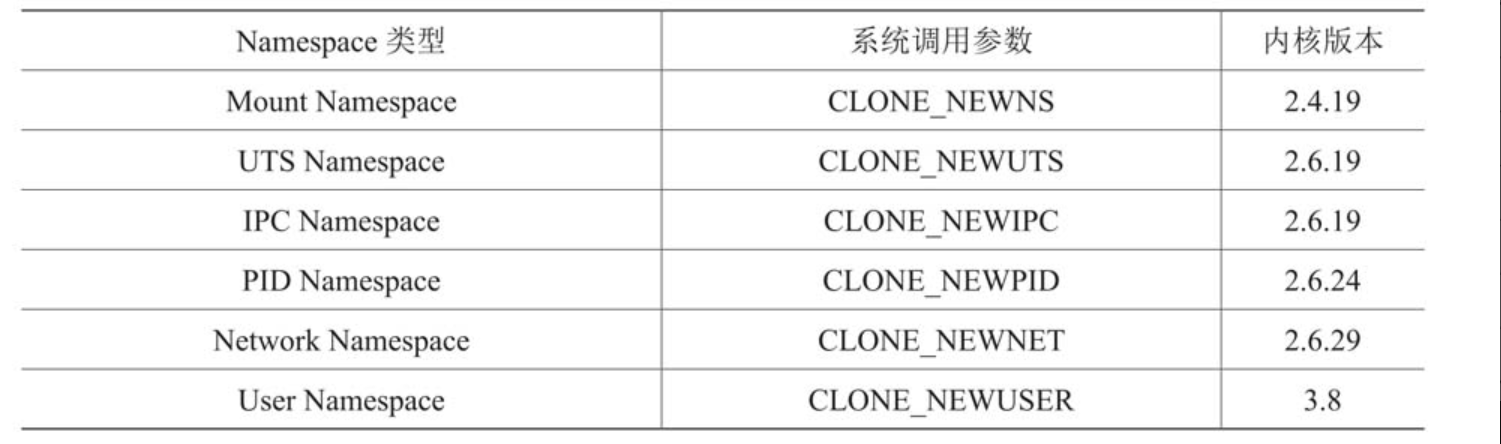 Namespace 类型 系统调用参数 内核版本
Mount Namespace CLONE_NEWNS 2.4.19
UTS Namespace CLONE_NEWUTS 2.6.19
IPC Namespace CLONE_NEWIPC 2.6.19
PID Namespace CLONE_NEWPID 2.6.24
Network Namespace CLONE_NEWNET 2.6.29
User Namespace CLONE_NEWUSER 3.8